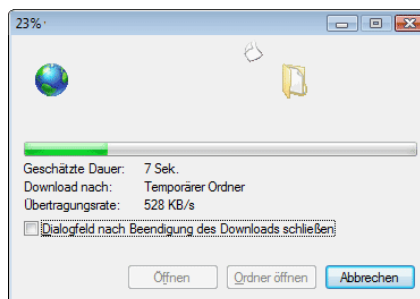 23%
Geschätzte Dauer: 7 Sek.
Download nach: Temporärer Ordner
Übertragungsrate: 528 KB/s
Dialogfeld nach Beendigung des Downloads schließen
Öffnen Ordner öffnen Abbrechen